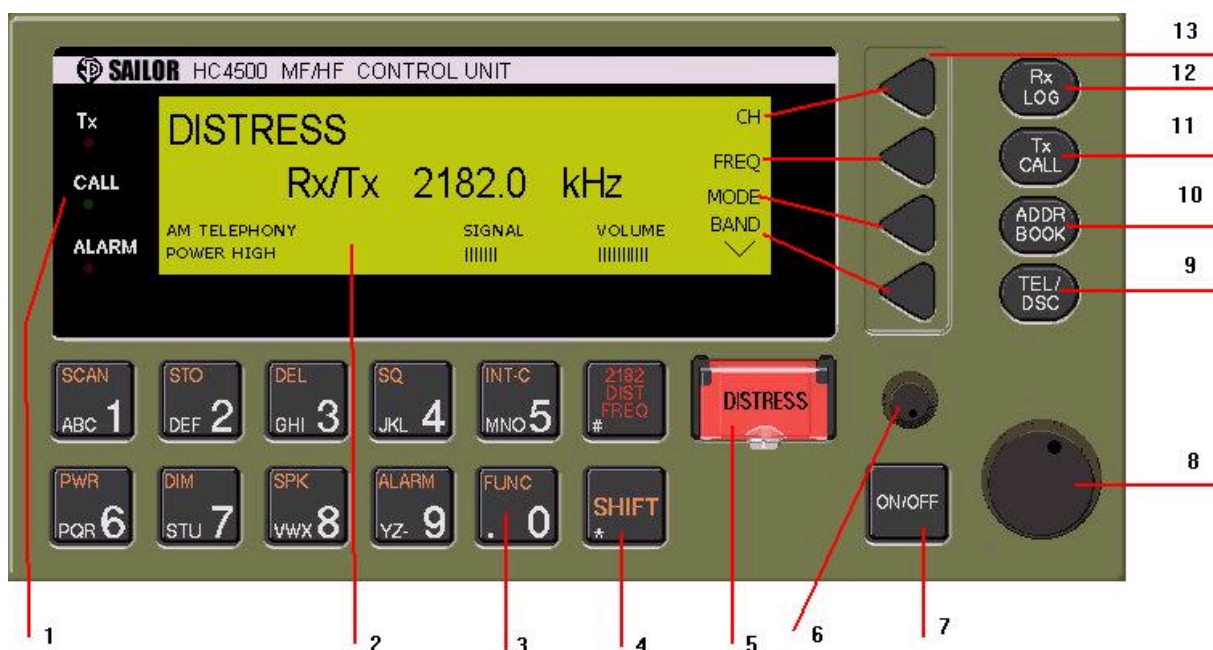 SAILOR HC4500 MF/HF CONTROL UNIT
Tx
CALL
ALARM
DISTRESS
Rx/Tx 2182.0 kHz
AM TELEPHONY SIGNAL VOLUME
POWER HIGH
CH
FREQ
MODE
BAND
13
Rx
LOG
12
Tx
CALL
11
ADDR
BOOK
10
TEL/
DSC
9
SCAN
ABC 1
STO
DEF 2
DEL
GHI 3
SQ
JKL 4
INT-C
MNO 5
2182
DIST
FREQ
#
DISTRESS
PWR
PQR 6
DIM
STU 7
SPK
VWX 8
ALARM
YZ- 9
FUNC
. 0
SHIFT
*
ON/OFF
8
1
2
3
4
5
6
7